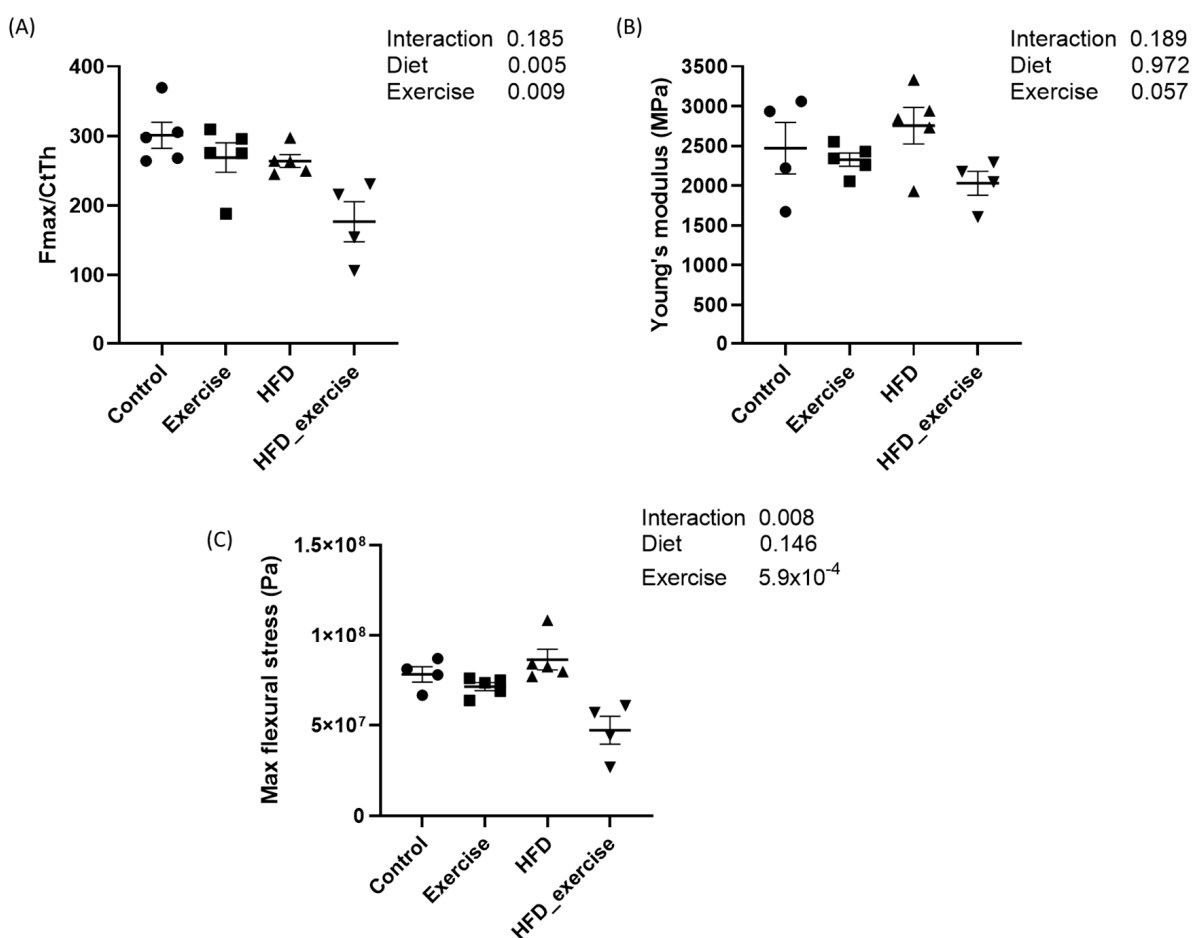 (A)
Interaction 0.185
Diet 0.005
Exercise 0.009
Fmax/CtTh
400
300
200
100
0
Control
Exercise
HFD
HFD_exercise
(B)
Interaction 0.189
Diet 0.972
Exercise 0.057
Young's modulus (MPa)
3500
3000
2500
2000
1500
1000
500
0
Control
Exercise
HFD
HFD_exercise
(C)
Interaction 0.008
Diet 0.146
Exercise 5.9x10⁻⁴
Max flexural stress (Pa)
1.5×10⁸
1×10⁸
5×10⁷
0
Control
Exercise
HFD
HFD_exercise